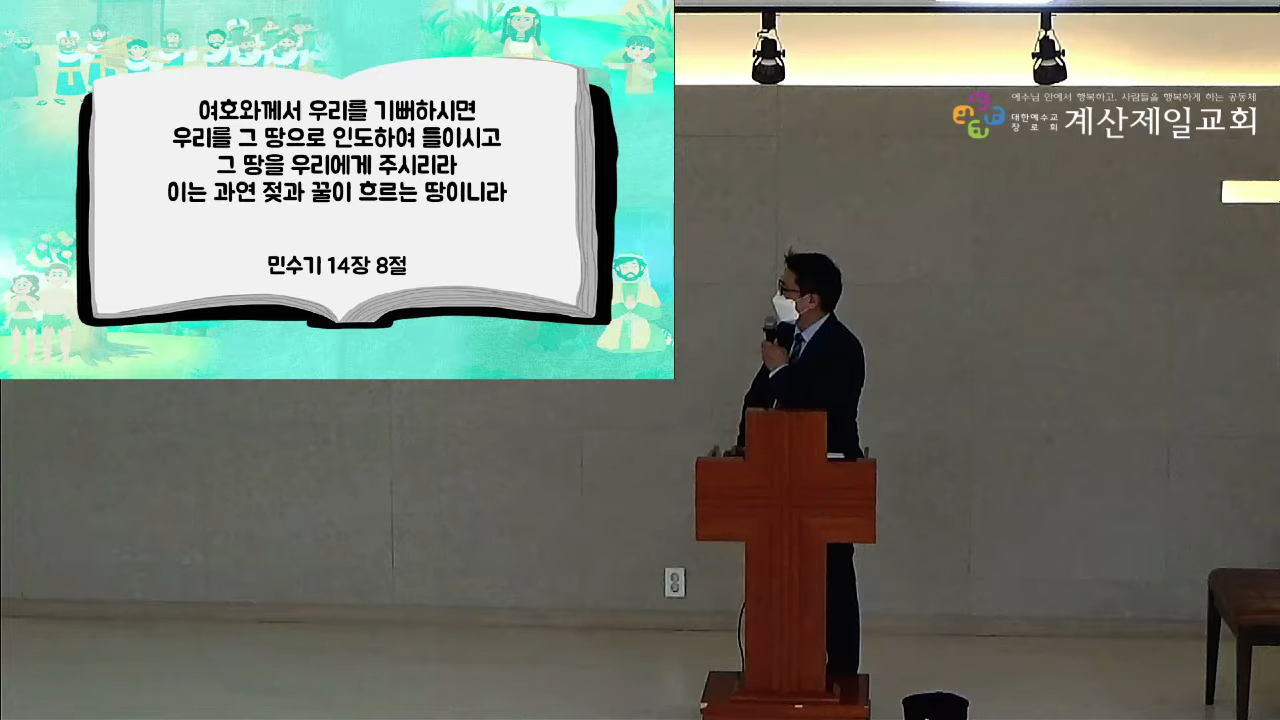 여호와께서 우리를 기뻐하시면
우리를 그 땅으로 인도하여 들이시고
그 땅을 우리에게 주시리라
이는 과연 젖과 꿀이 흐르는 땅이니라
민수기 14장 8절
예수님 안에서 행복하고, 사람들을 행복하게 하는 공동체
대한예수교
장로회
계산제일교회